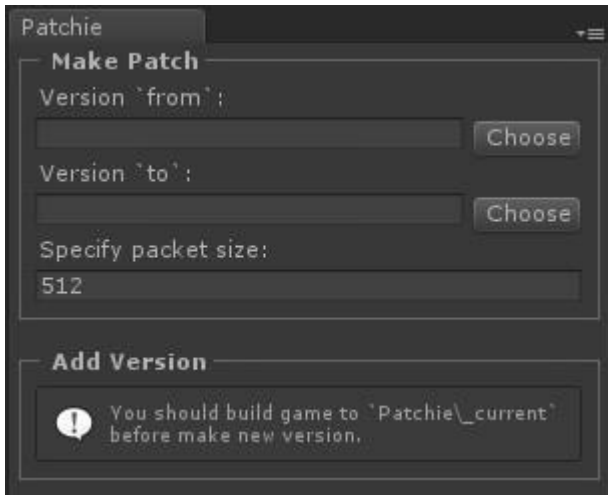 Patchie
Make Patch
Version `from`:
Choose
Version `to`:
Choose
Specify packet size:
512
Add Version
You should build game to `Patchie\_current`
before make new version.